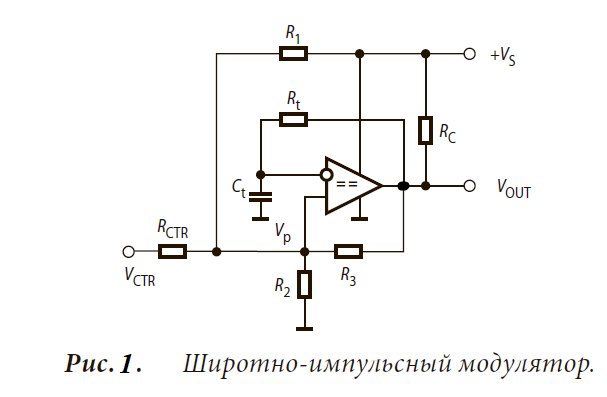 R1
+VS
Rt
RC
==
Ct
VOUT
RCTR
Vp
VCTR
R2
R3
Рис. 1. Широтно-импульсный модулятор.